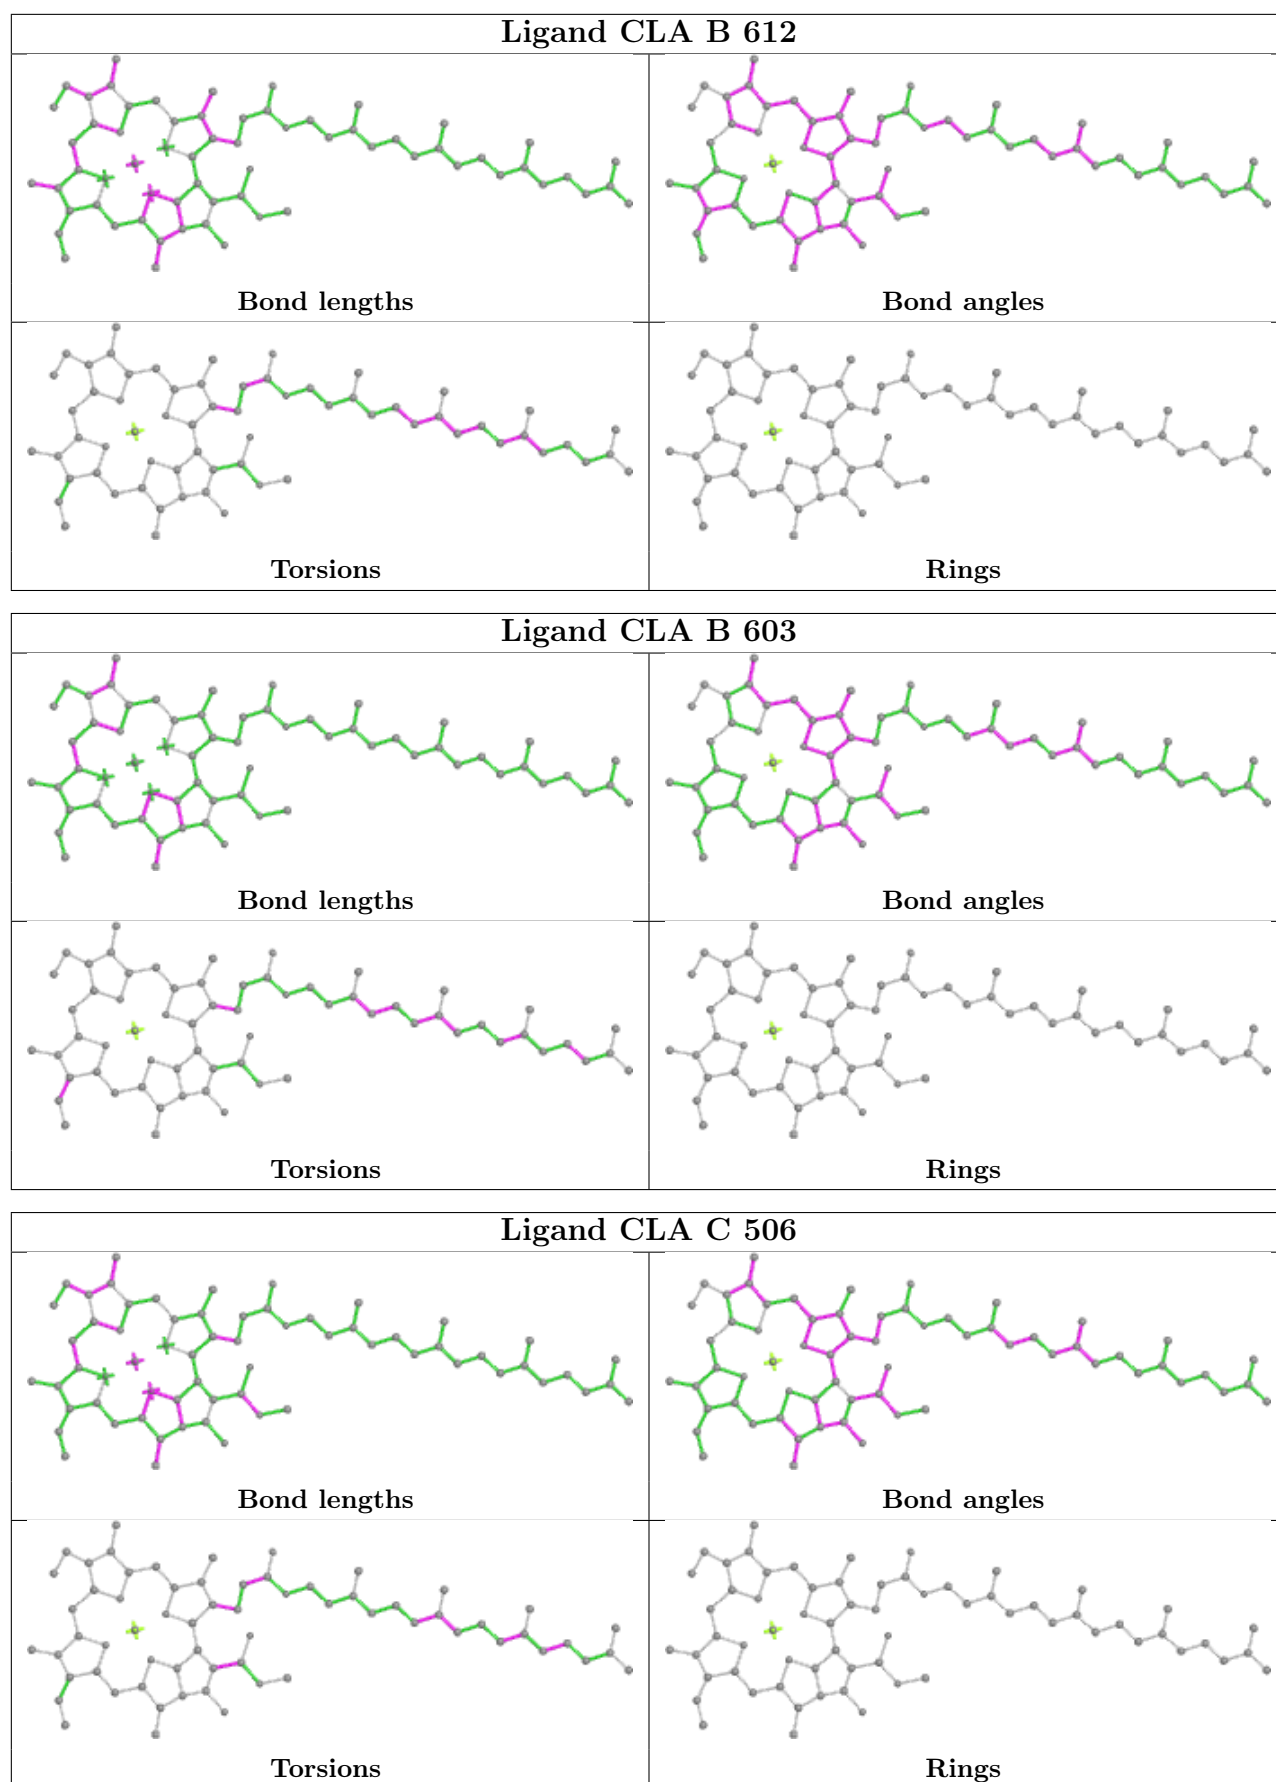 Ligand CLA B 612
Bond lengths
Bond angles
Torsions
Rings
Ligand CLA B 603
Bond lengths
Bond angles
Torsions
Rings
Ligand CLA C 506
Bond lengths
Bond angles
Torsions
Rings